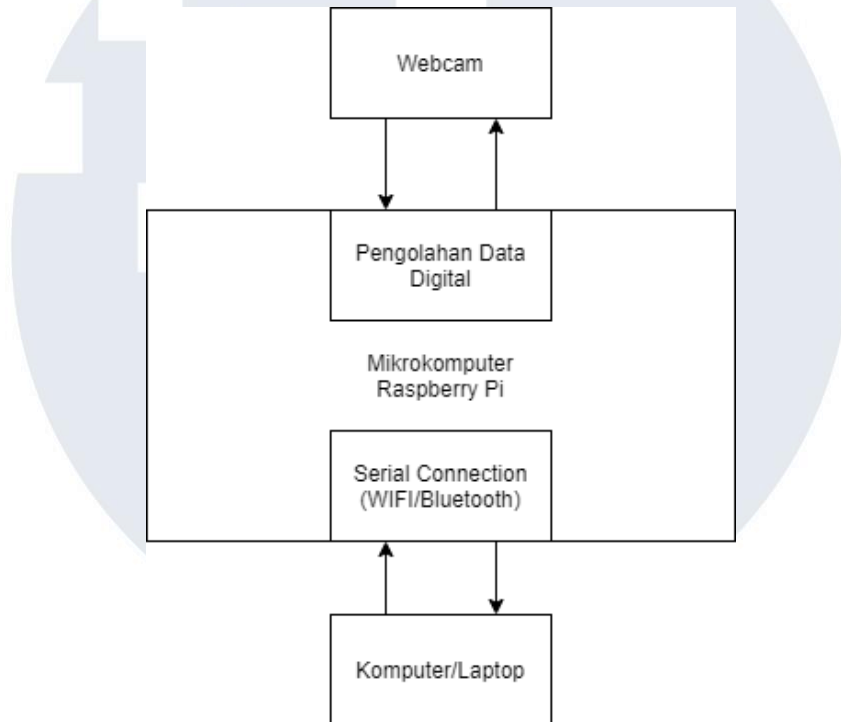 Webcam
Pengolahan Data
Digital
Mikrokomputer
Raspberry Pi
Serial Connection
(WIFI/Bluetooth)
Komputer/Laptop